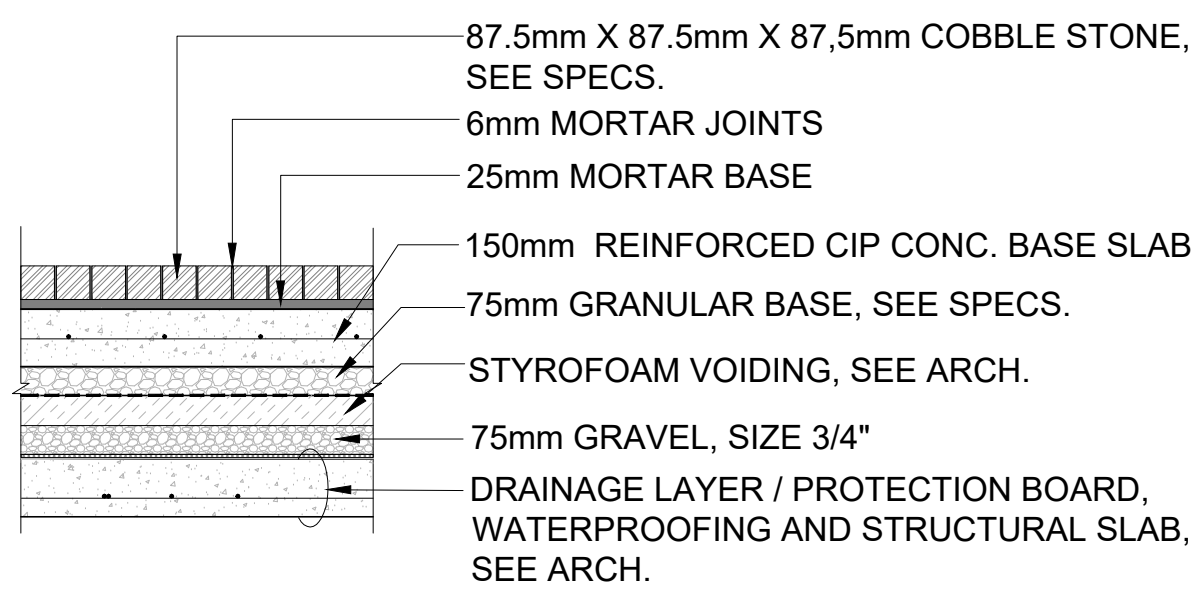 87.5mm X 87.5mm X 87,5mm COBBLE STONE,
SEE SPECS.
6mm MORTAR JOINTS
25mm MORTAR BASE
150mm  REINFORCED CIP CONC. BASE SLAB
75mm GRANULAR BASE, SEE SPECS.
STYROFOAM VOIDING, SEE ARCH.
75mm GRAVEL, SIZE 3/4"
DRAINAGE LAYER / PROTECTION BOARD,
WATERPROOFING AND STRUCTURAL SLAB,
SEE ARCH.